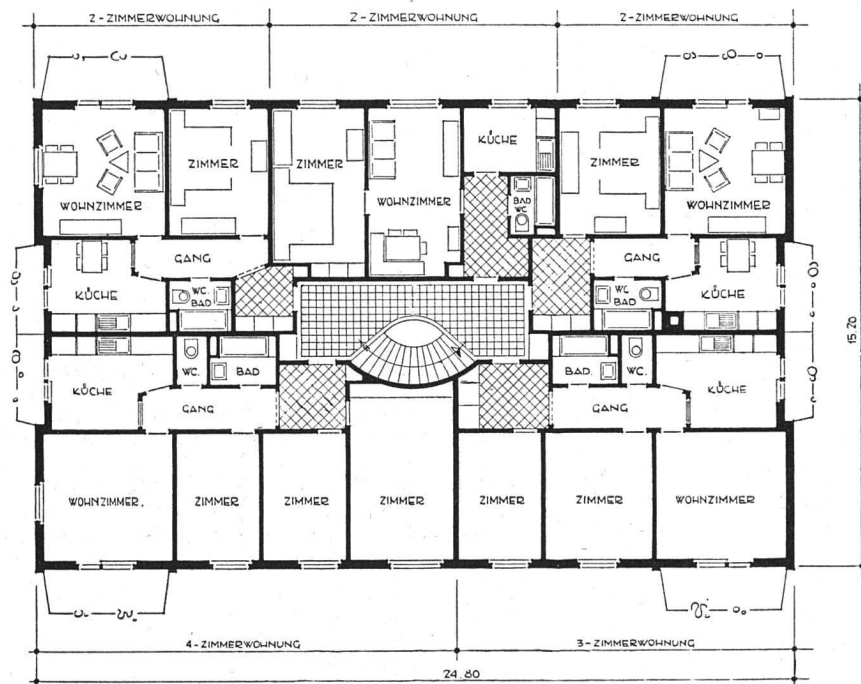 2-ZIMMERWOHNUNG 2-ZIMMERWOHNUNG 2-ZIMMERWOHNUNG
KÜCHE
ZIMMER ZIMMER ZIMMER
BAD
WC
WOHNZIMMER WOHNZIMMER WOHNZIMMER
GANG GANG
KÜCHE WC. BAD WC BAD KÜCHE
15.20
WC. BAD BAD. WC.
KÜCHE KÜCHE
GANG GANG
WOHNZIMMER. ZIMMER ZIMMER ZIMMER ZIMMER ZIMMER WOHNZIMMER
4-ZIMMERWOHNUNG 3-ZIMMERWOHNUNG
24.80